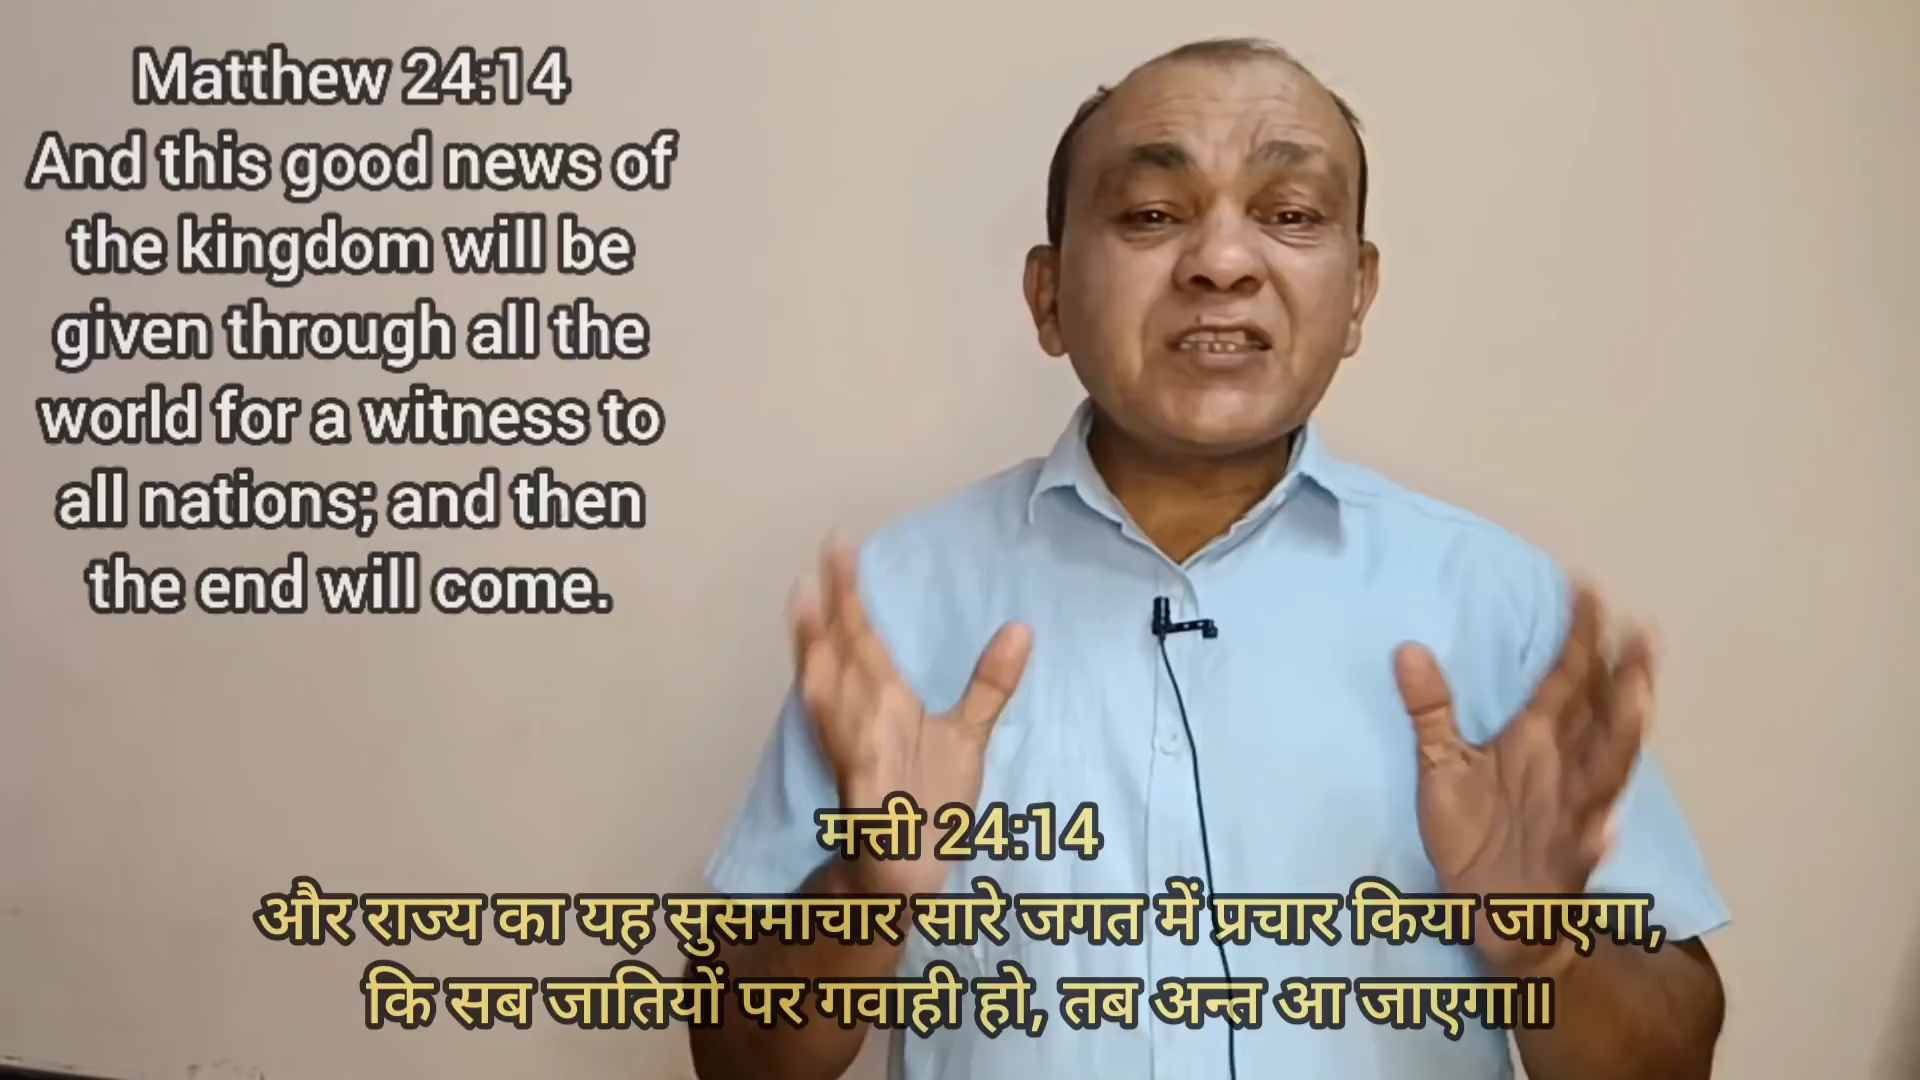 Matthew 24:14
And this good news of
the kingdom will be
given through all the
world for a witness to
all nations; and then
the end will come.
मत्ती 24:14
और राज्य का यह सुसमाचार सारे जगत में प्रचार किया जाएगा,
कि सब जातियों पर गवाही हो, तब अन्त आ जाएगा॥